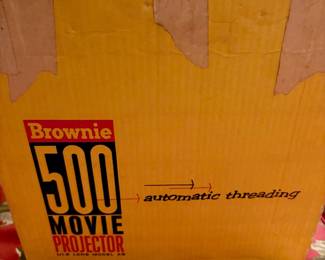 Brownie
500
MOVIE
PROJECTOR
automatic threading